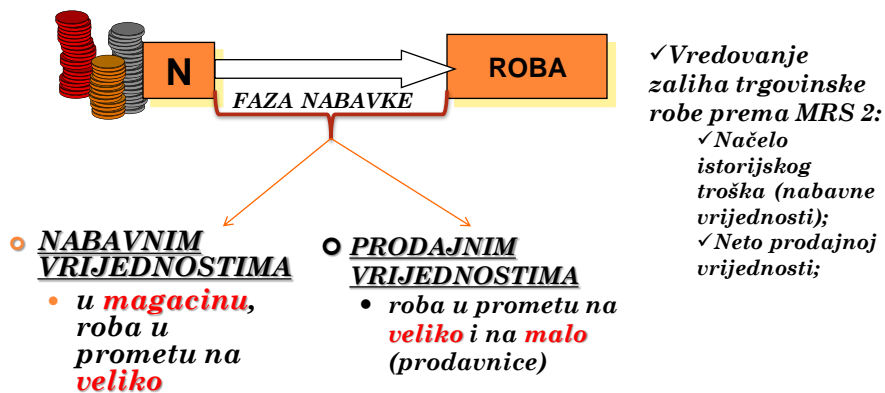 N
ROBA
FAZA NABAVKE
✓Vredovanje
zaliha trgovinske
robe prema MRS 2:
✓Načelo
istorijskog
troška (nabavne
vrijednosti);
✓Neto prodajnoj
vrijednosti;
NABAVNIM
VRIJEDNOSTIMA
• u magacinu,
roba u
prometu na
veliko
PRODAJNIM
VRIJEDNOSTIMA
• roba u prometu na
veliko i na malo
(prodavnice)